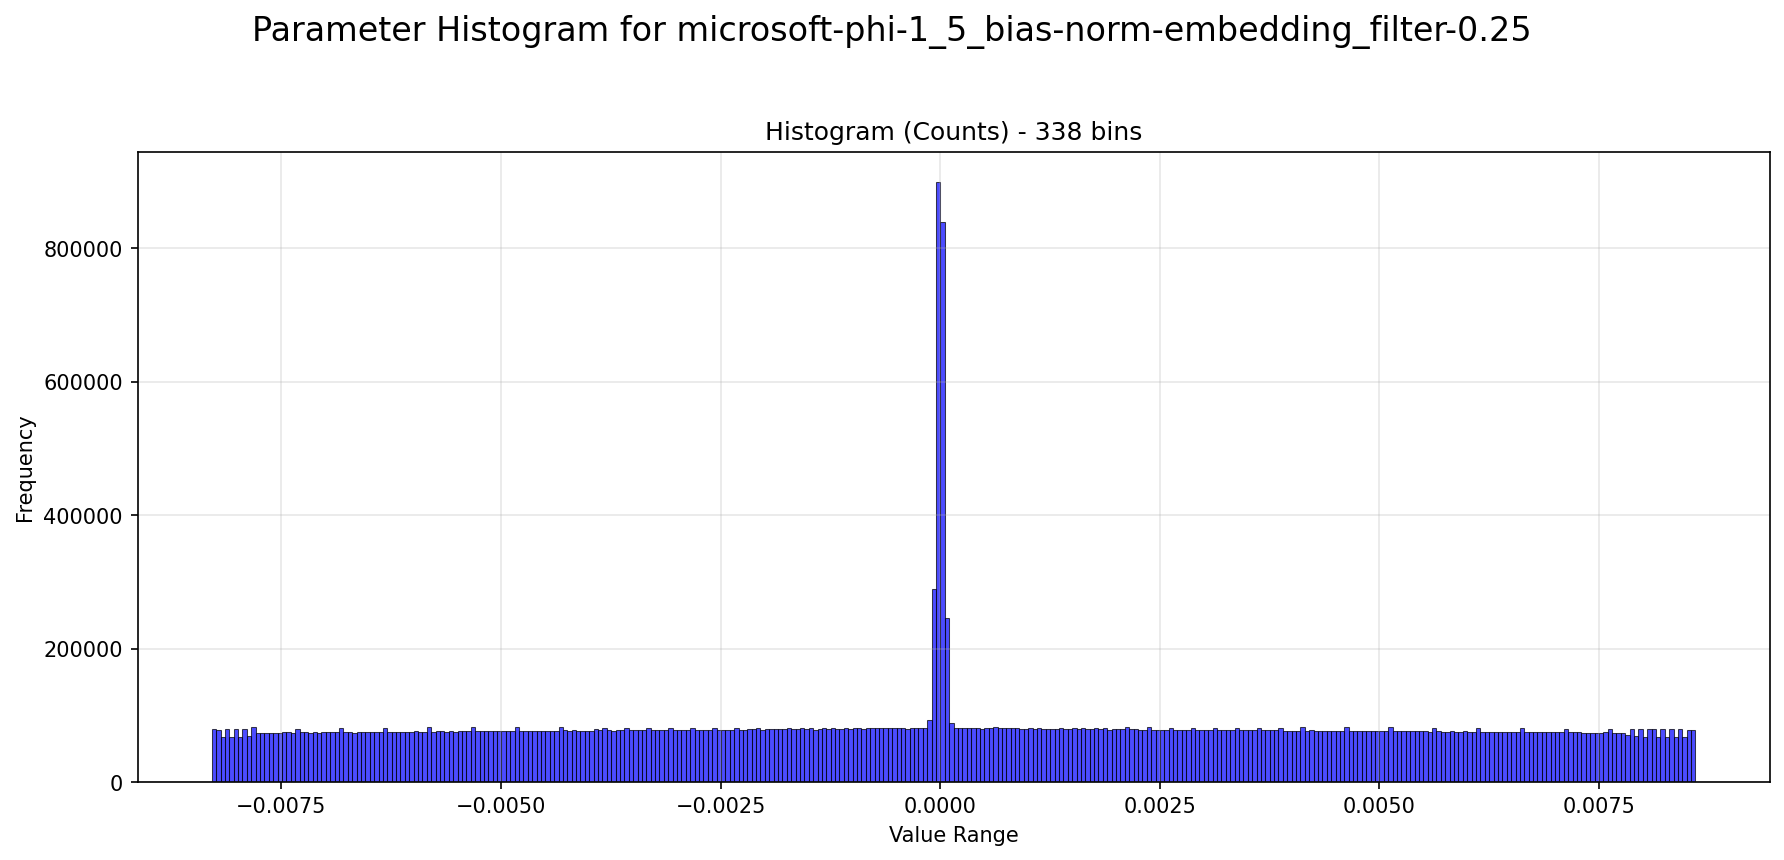 Parameter Histogram for microsoft-phi-1_5_bias-norm-embedding_filter-0.25
Histogram (Counts) - 338 bins
800000
600000
400000
200000
0
Frequency
−0.0075 −0.0050 −0.0025 0.0000 0.0025 0.0050 0.0075
Value Range